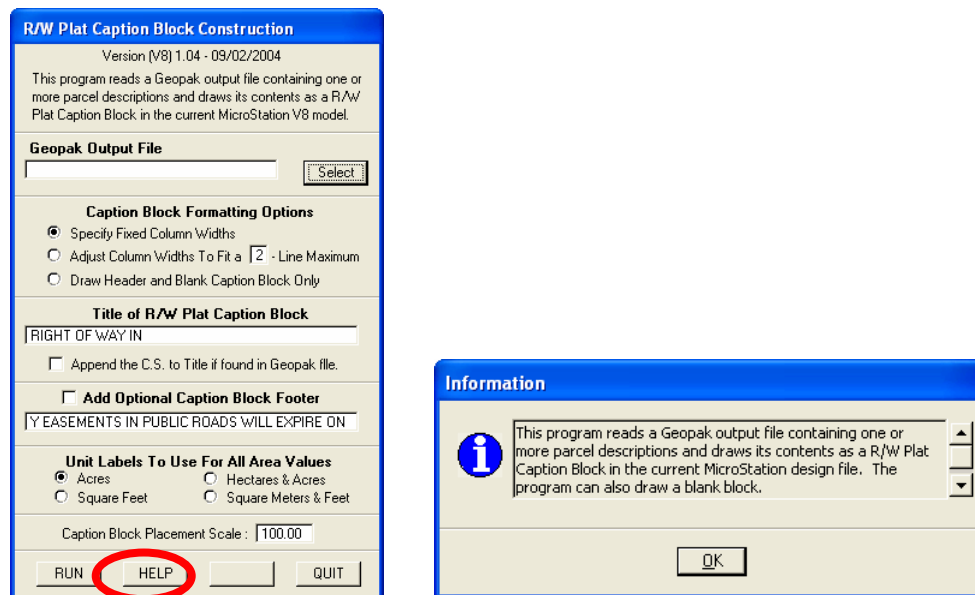 R/W Plat Caption Block Construction
Version (V8) 1.04 - 09/02/2004
This program reads a Geopak output file containing one or
more parcel descriptions and draws its contents as a R/W
Plat Caption Block in the current MicroStation V8 model.
Geopak Output File
Select
Caption Block Formatting Options
Specify Fixed Column Widths
Adjust Column Widths To Fit a 2 - Line Maximum
Draw Header and Blank Caption Block Only
Title of R/W Plat Caption Block
RIGHT OF WAY IN
Append the C.S. to Title if found in Geopak file.
Add Optional Caption Block Footer
Y EASEMENTS IN PUBLIC ROADS WILL EXPIRE ON
Unit Labels To Use For All Area Values
Acres Hectares & Acres
Square Feet Square Meters & Feet
Caption Block Placement Scale : 100.00
RUN HELP QUIT
Information
This program reads a Geopak output file containing one or
more parcel descriptions and draws its contents as a R/W Plat
Caption Block in the current MicroStation design file. The
program can also draw a blank block.
OK